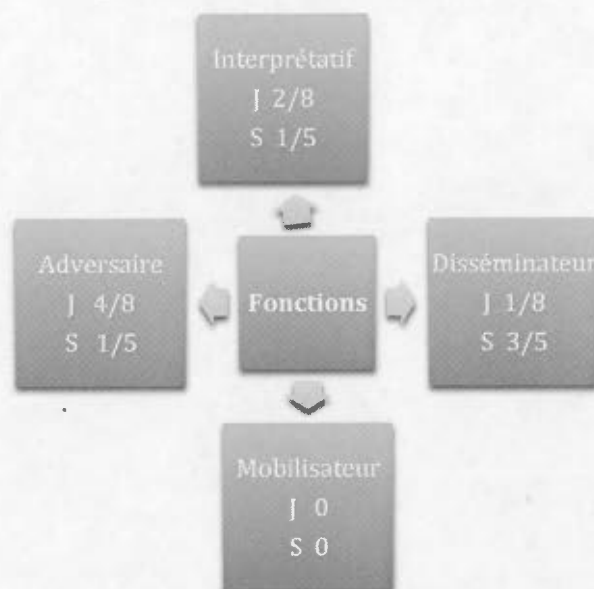 Interprétatif
J 2/8
S 1/5
Adversaire
J 4/8
S 1/5
Fonctions
Disséminateur
J 1/8
S 3/5
Mobilisateur
J 0
S 0